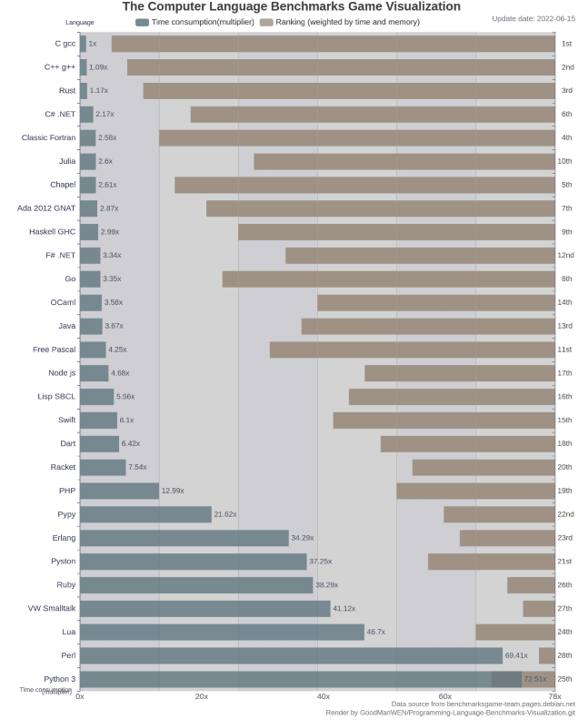 The Computer Language Benchmarks Game Visualization
Language
Time consumption(multiplier)
Ranking (weighted by time and memory)
Update date: 2022-06-15
C gcc 1x 1st
C++ g++ 1.09x 2nd
Rust 1.17x 3rd
C# .NET 2.17x 6th
Classic Fortran 2.58x 4th
Julia 2.6x 10th
Chapel 2.61x 5th
Ada 2012 GNAT 2.87x 7th
Haskell GHC 2.99x 9th
F# .NET 3.34x 12nd
Go 3.35x 8th
OCaml 3.58x 14th
Java 3.67x 13rd
Free Pascal 4.25x 11st
Node js 4.68x 17th
Lisp SBCL 5.56x 16th
Swift 6.1x 15th
Dart 6.42x 18th
Racket 7.54x 20th
PHP 12.99x 19th
Pypy 21.62x 22nd
Erlang 34.29x 23rd
Pyston 37.25x 21st
Ruby 38.29x 26th
VW Smalltalk 41.12x 27th
Lua 46.7x 24th
Perl 69.41x 28th
Python 3 72.51x 25th
Time consumption
(multiplier)
0x 20x 40x 60x 78x
Data source from benchmarksgame-team.pages.debian.net
Render by GoodManWEN/Programming-Language-Benchmarks-Visualization.git